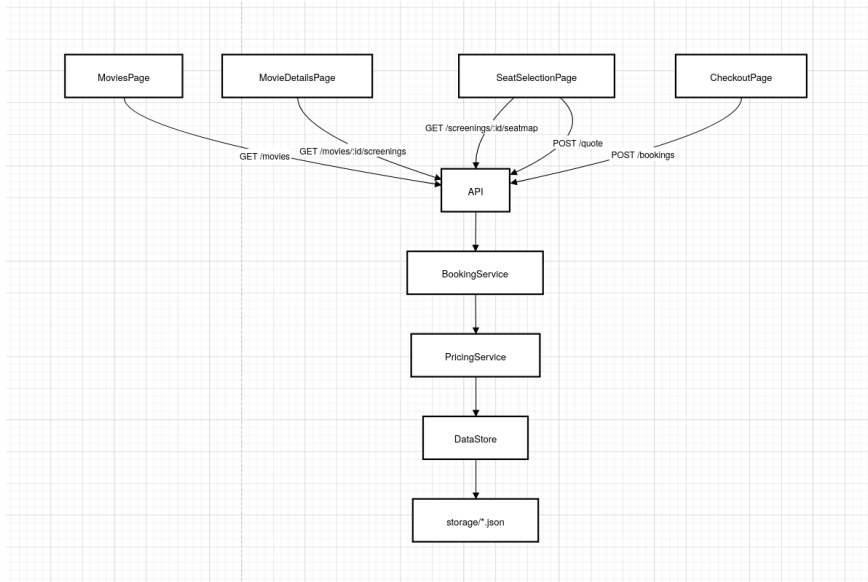 MoviesPage
MovieDetailsPage
SeatSelectionPage
CheckoutPage
GET /screenings/:id/seatmap
POST /quote
GET /movies
GET /movies/:id/screenings
POST /bookings
API
BookingService
PricingService
DataStore
storage/*.json